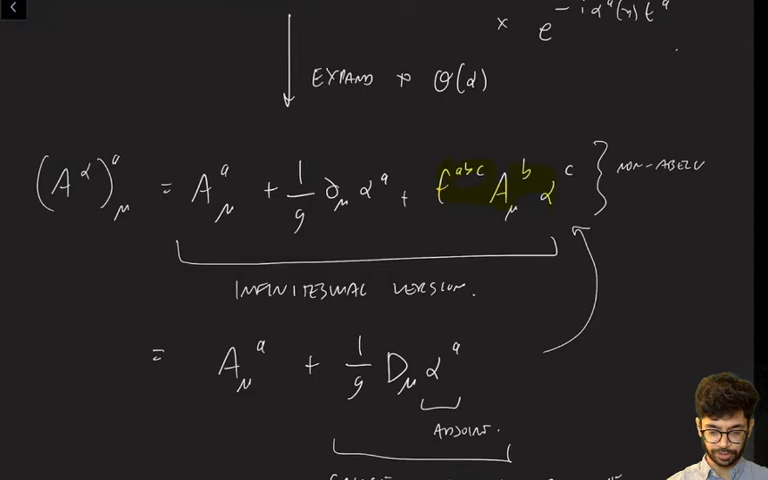 × e^{-iα^a(x)t^a}
EXPAND to O(α)
(A^α)^a_μ = A^a_μ + 1/g ∂_μ α^a + f^{abc} A^b_μ α^c } NON-ABELI
INFINITESIMAL VERSION.
= A^a_μ + 1/g D_μ α^a
ADJOINT.